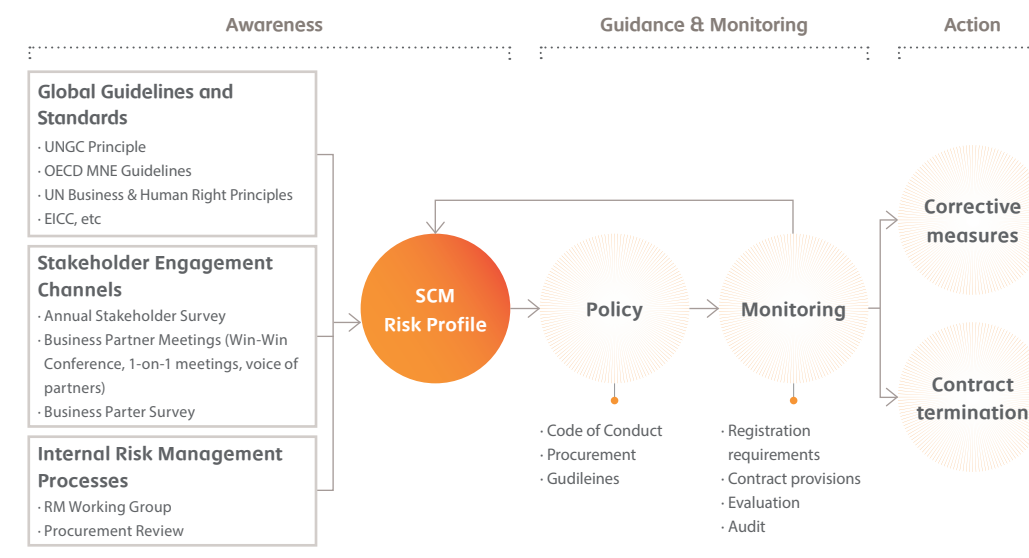 Awareness
Guidance & Monitoring
Action
Global Guidelines and
Standards
· UNGC Principle
· OECD MNE Guidelines
· UN Business & Human Right Principles
· EICC, etc
Stakeholder Engagement
Channels
· Annual Stakeholder Survey
· Business Partner Meetings (Win-Win
Conference, 1-on-1 meetings, voice of
partners)
· Business Parter Survey
Internal Risk Management
Processes
· RM Working Group
· Procurement Review
SCM
Risk Profile
Policy
· Code of Conduct
· Procurement
· Gudileines
Monitoring
· Registration
requirements
· Contract provisions
· Evaluation
· Audit
Corrective
measures
Contract
termination